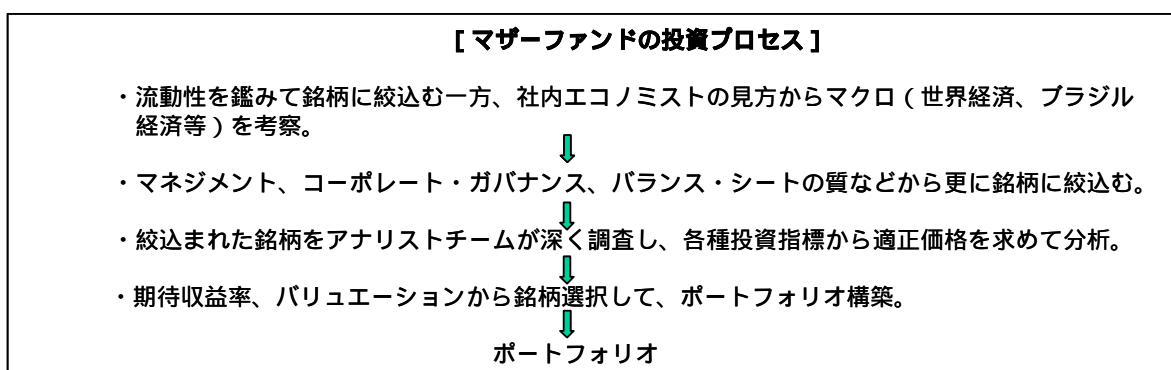 [ マザーファンドの投資プロセス ]
・流動性を鑑みて銘柄に絞込む一方、社内エコノミストの見方からマクロ（世界経済、ブラジル
経済等）を考察。
・マネジメント、コーポレート・ガバナンス、バランス・シートの質などから更に銘柄に絞込む。
・絞込まれた銘柄をアナリストチームが深く調査し、各種投資指標から適正価格を求めて分析。
・期待収益率、バリュエーションから銘柄選択して、ポートフォリオ構築。
ポートフォリオ